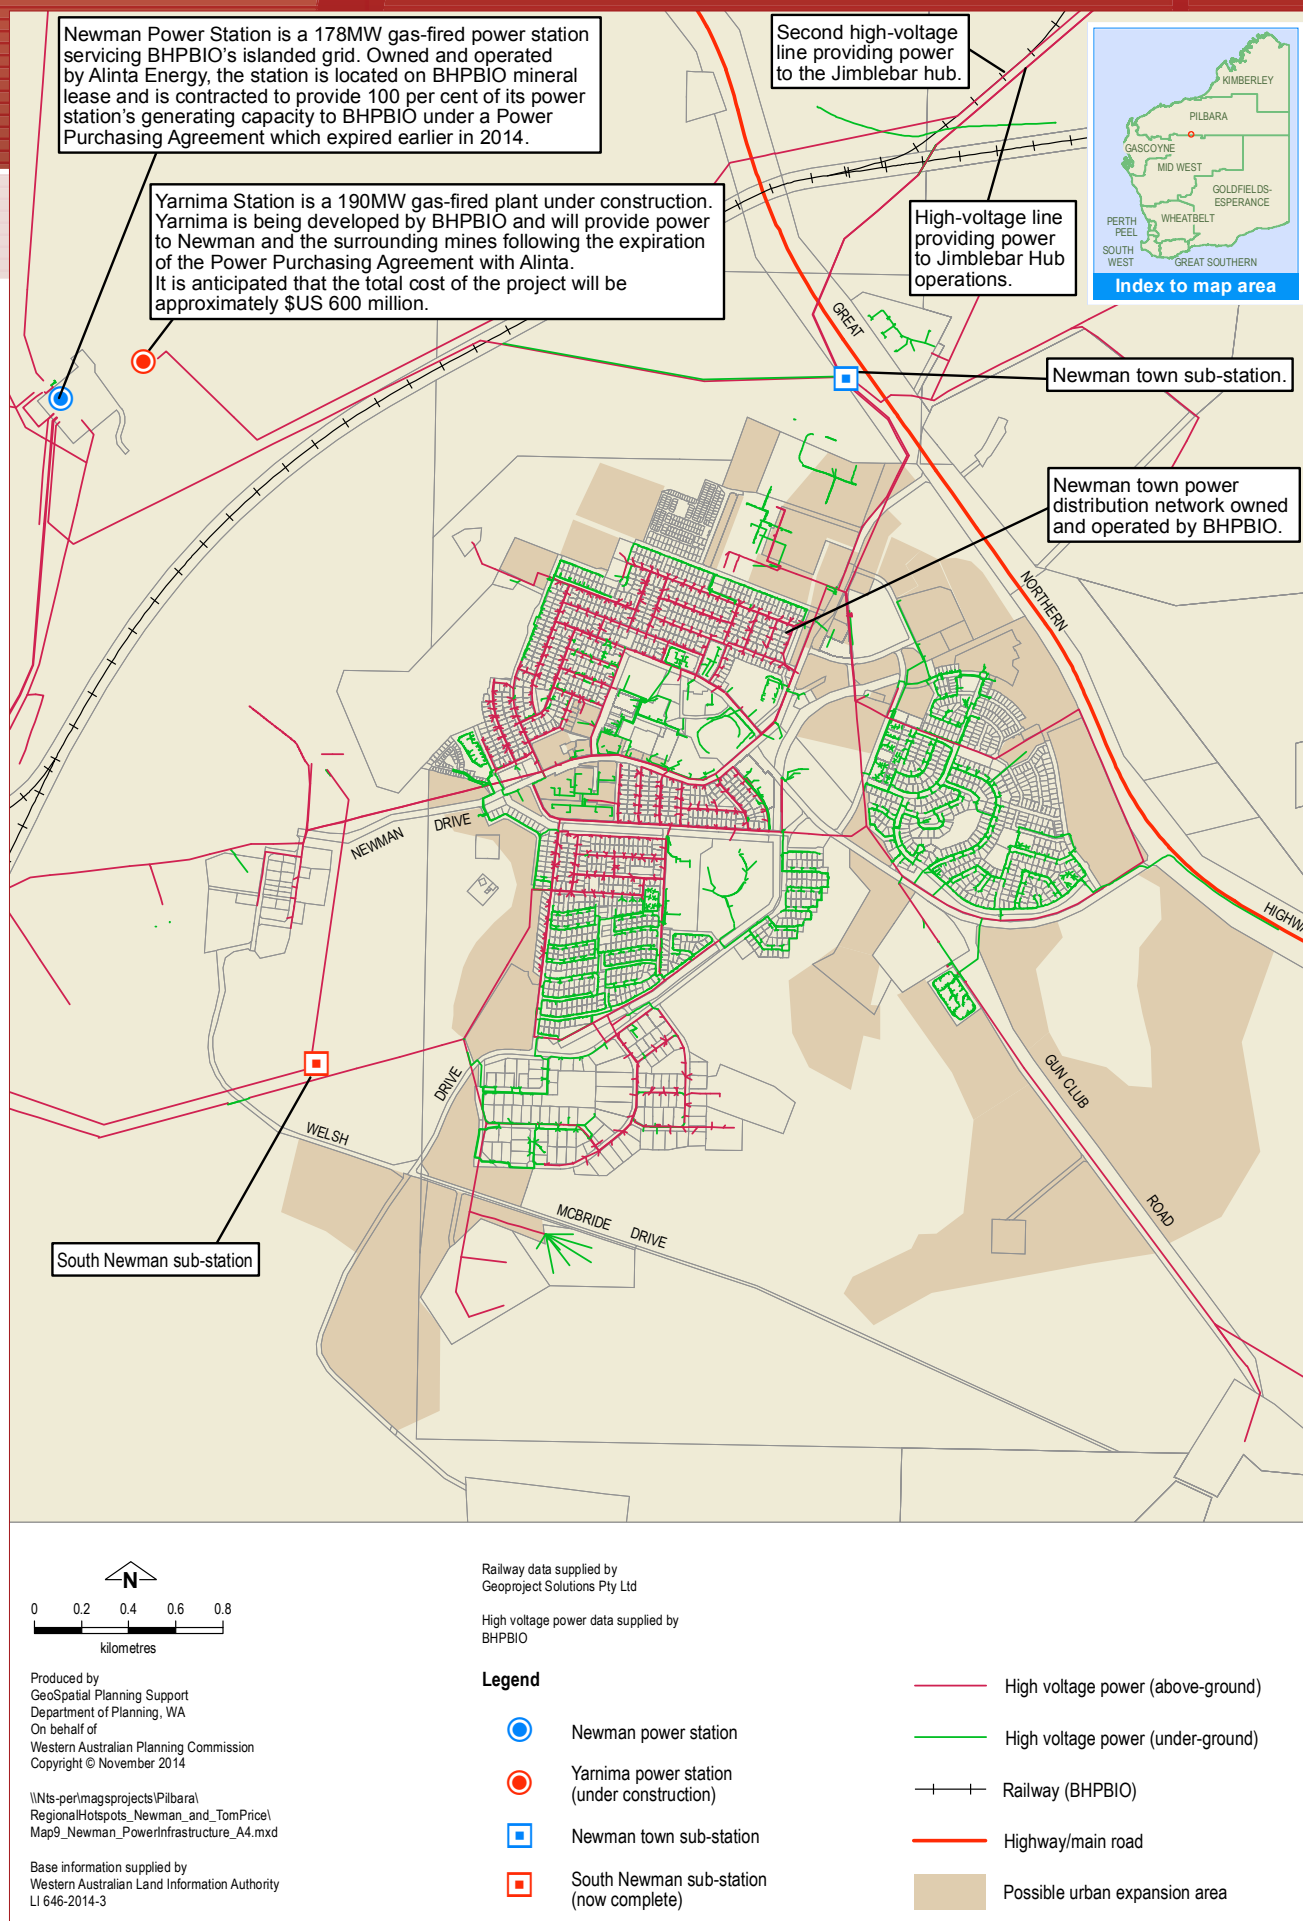 Newman Power Station is a 178MW gas-fired power station
servicing BHPBIO's islanded grid. Owned and operated
by Alinta Energy, the station is located on BHPBIO mineral
lease and is contracted to provide 100 per cent of its power
station's generating capacity to BHPBIO under a Power
Purchasing Agreement which expired earlier in 2014.
Second high-voltage
line providing power
to the Jimblebar hub.
KIMBERLEY
PILBARA
GASCOYNE
MID WEST
GOLDFIELDS-
ESPERANCE
WHEATBELT
PERTH
PEEL
SOUTH
WEST
GREAT SOUTHERN
Index to map area
Yarnima Station is a 190MW gas-fired plant under construction.
Yarnima is being developed by BHPBIO and will provide power
to Newman and the surrounding mines following the expiration
of the Power Purchasing Agreement with Alinta.
It is anticipated that the total cost of the project will be
approximately $US 600 million.
High-voltage line
providing power
to Jimblebar Hub
operations.
GREAT
Newman town sub-station.
Newman town power
distribution network owned
and operated by BHPBIO.
NORTHERN
NEWMAN
DRIVE
HIGHWA
GUN CLUB
DRIVE
WELSH
ROAD
MCBRIDE
DRIVE
South Newman sub-station
N
0 0.2 0.4 0.6 0.8
kilometres
Produced by
GeoSpatial Planning Support
Department of Planning, WA
On behalf of
Western Australian Planning Commission
Copyright © November 2014
\\Nts-per\magsprojects\Pilbara\
RegionalHotspots_Newman_and_TomPrice\
Map9_Newman_PowerInfrastructure_A4.mxd
Base information supplied by
Western Australian Land Information Authority
LI 646-2014-3
Railway data supplied by
Geoproject Solutions Pty Ltd
High voltage power data supplied by
BHPBIO
Legend
Newman power station
Yarnima power station
(under construction)
Newman town sub-station
South Newman sub-station
(now complete)
High voltage power (above-ground)
High voltage power (under-ground)
Railway (BHPBIO)
Highway/main road
Possible urban expansion area